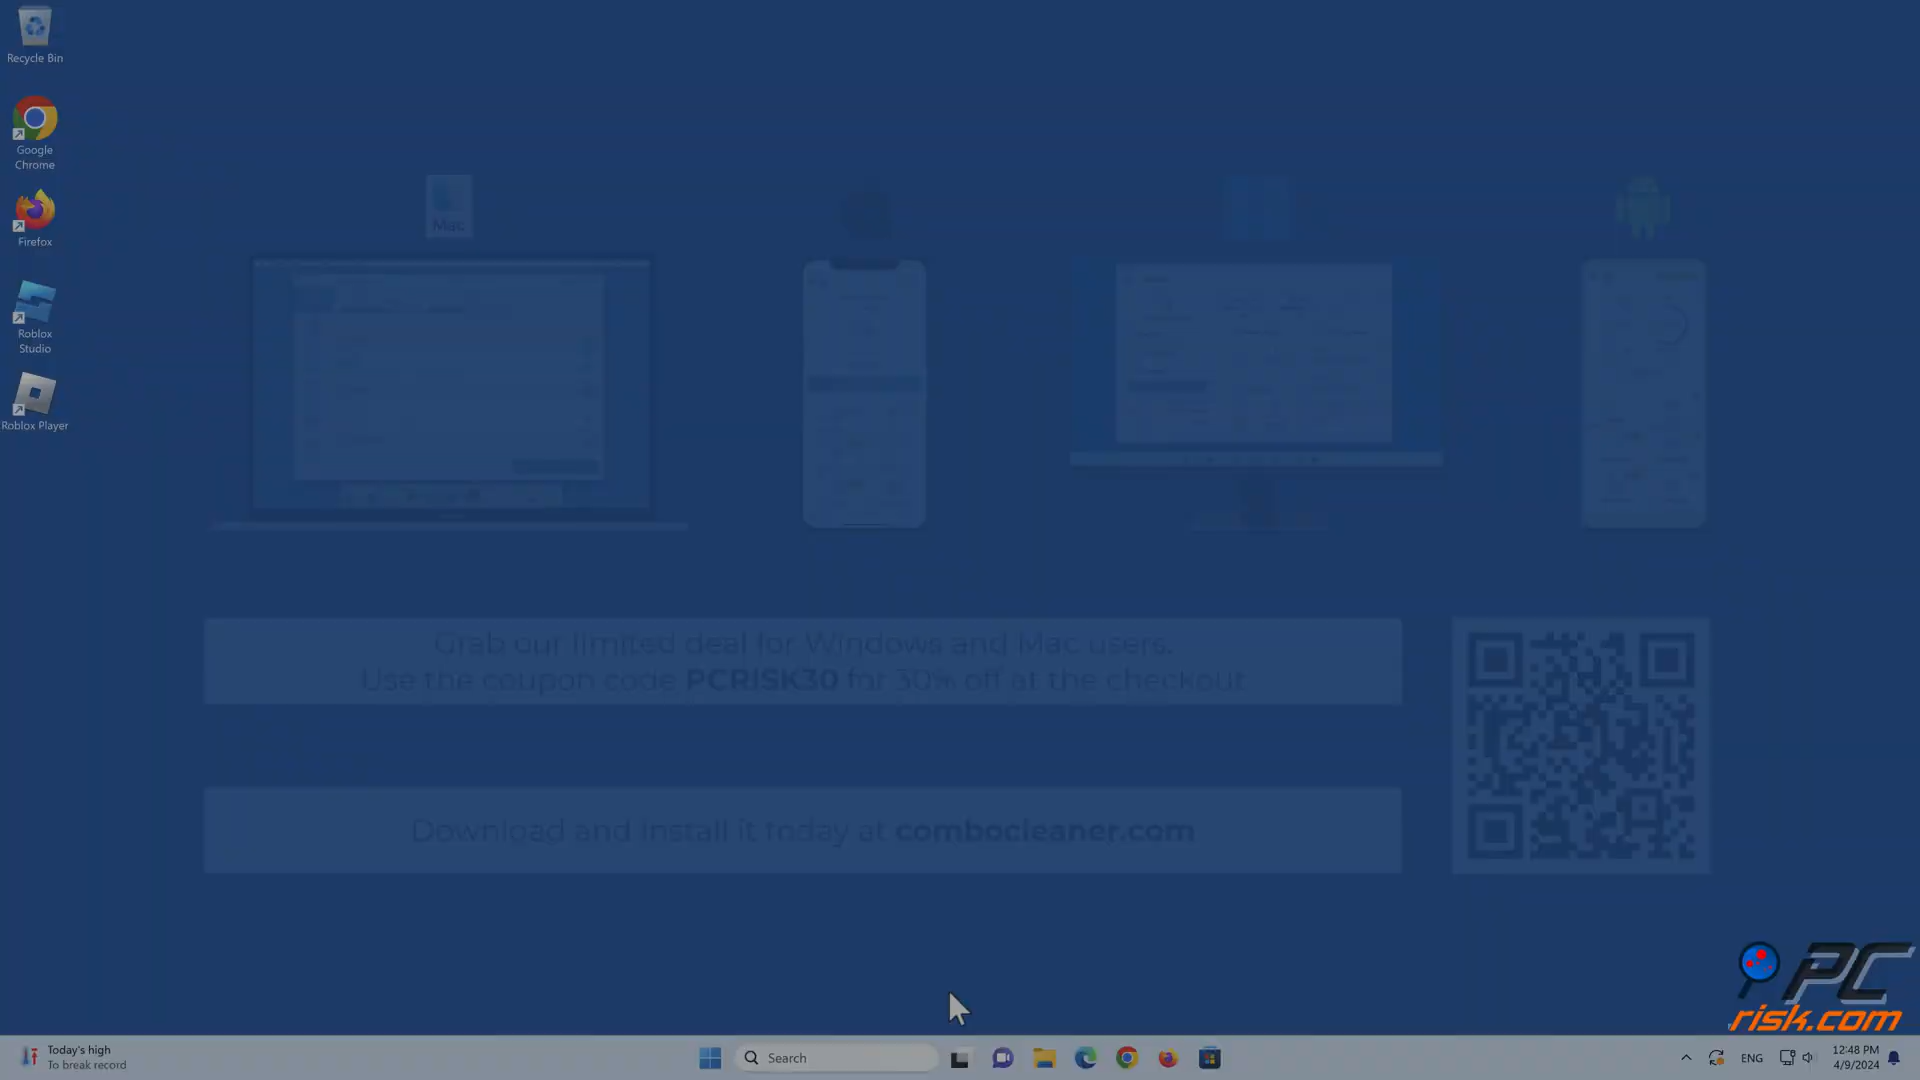 Recycle Bin
Google
Chrome
Firefox
Roblox
Studio
Roblox Player
Mac
Grab our limited deal for Windows and Mac users.
Use the coupon code PCRISK30 for 30% off at the checkout
Download and install it today at combocleaner.com
PC
risk.com
Today's high
To break record
Search
ENG
12:48 PM
4/9/2024